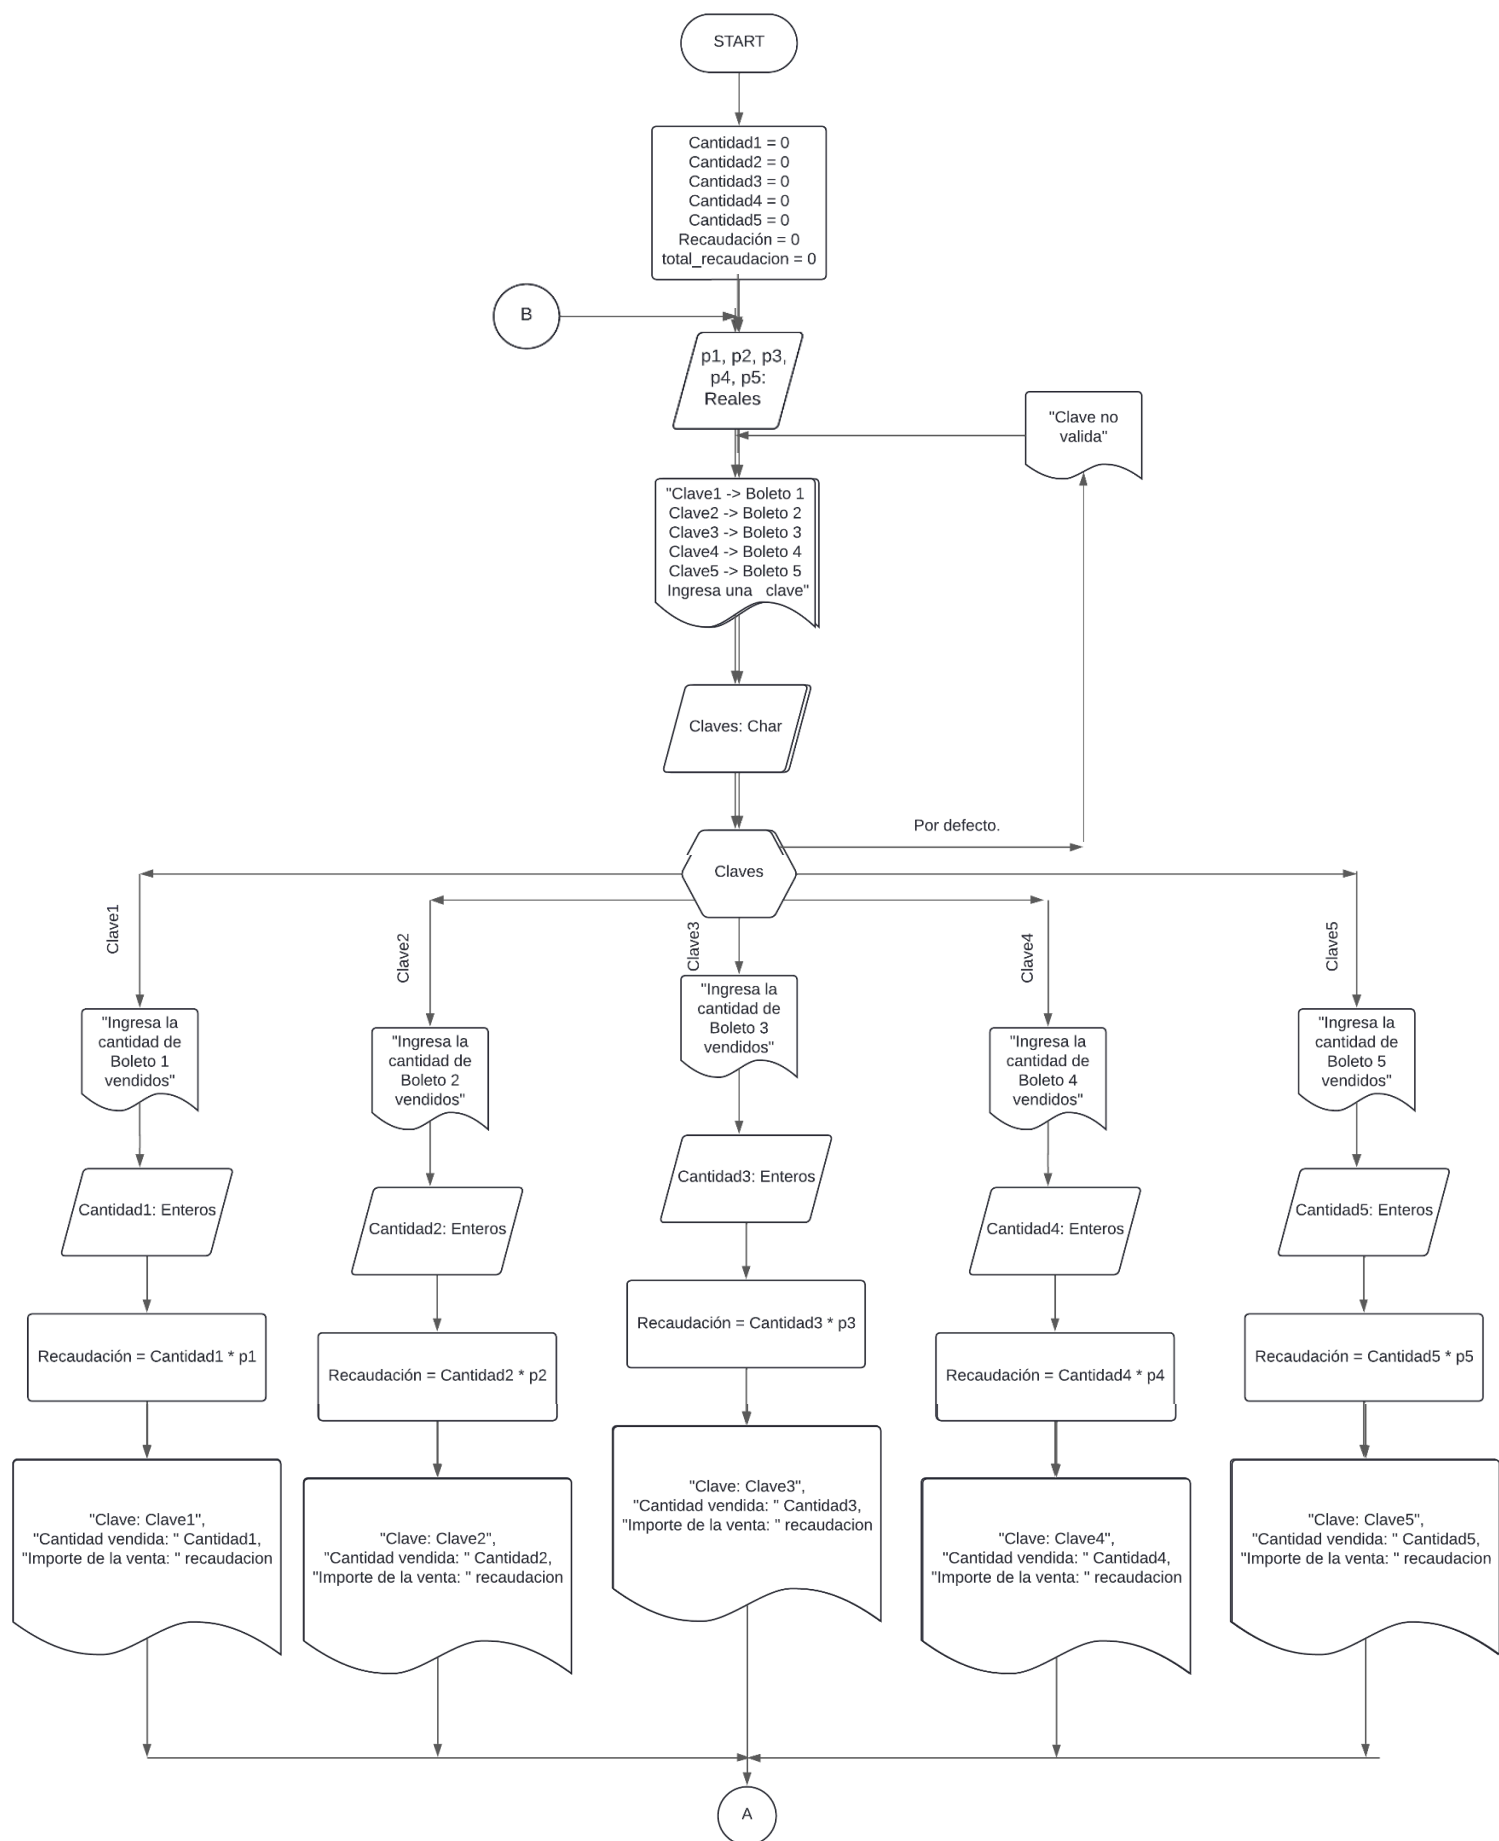 START
Cantidad1 = 0
Cantidad2 = 0
Cantidad3 = 0
Cantidad4 = 0
Cantidad5 = 0
Recaudación = 0
total_recaudacion = 0
B
p1, p2, p3,
p4, p5:
Reales
"Clave no
valida"
"Clave1 -> Boleto 1
Clave2 -> Boleto 2
Clave3 -> Boleto 3
Clave4 -> Boleto 4
Clave5 -> Boleto 5
Ingresa una clave"
Claves: Char
Por defecto.
Claves
Clave1
Clave2
Clave3
Clave4
Clave5
"Ingresa la
cantidad de
Boleto 1
vendidos"
"Ingresa la
cantidad de
Boleto 2
vendidos"
"Ingresa la
cantidad de
Boleto 3
vendidos"
"Ingresa la
cantidad de
Boleto 4
vendidos"
"Ingresa la
cantidad de
Boleto 5
vendidos"
Cantidad1: Enteros
Cantidad2: Enteros
Cantidad3: Enteros
Cantidad4: Enteros
Cantidad5: Enteros
Recaudación = Cantidad1 * p1
Recaudación = Cantidad2 * p2
Recaudación = Cantidad3 * p3
Recaudación = Cantidad4 * p4
Recaudación = Cantidad5 * p5
"Clave: Clave1",
"Cantidad vendida: " Cantidad1,
"Importe de la venta: " recaudacion
"Clave: Clave2",
"Cantidad vendida: " Cantidad2,
"Importe de la venta: " recaudacion
"Clave: Clave3",
"Cantidad vendida: " Cantidad3,
"Importe de la venta: " recaudacion
"Clave: Clave4",
"Cantidad vendida: " Cantidad4,
"Importe de la venta: " recaudacion
"Clave: Clave5",
"Cantidad vendida: " Cantidad5,
"Importe de la venta: " recaudacion
A